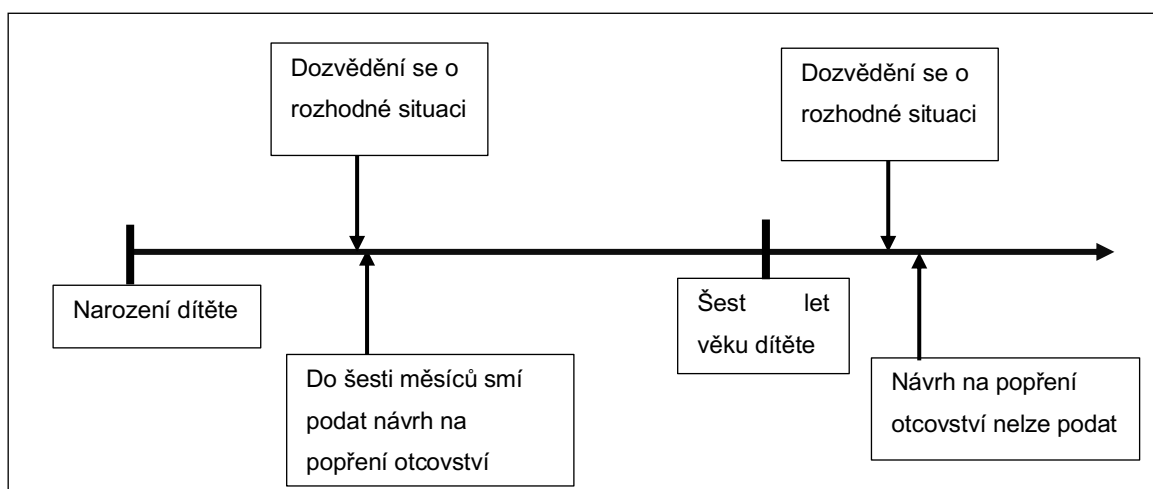 Dozvědění se o
rozhodné situaci
Dozvědění se o
rozhodné situaci
Narození dítěte
Šest let
věku dítěte
Do šesti měsíců smí
podat návrh na
popření otcovství
Návrh na popření
otcovství nelze podat